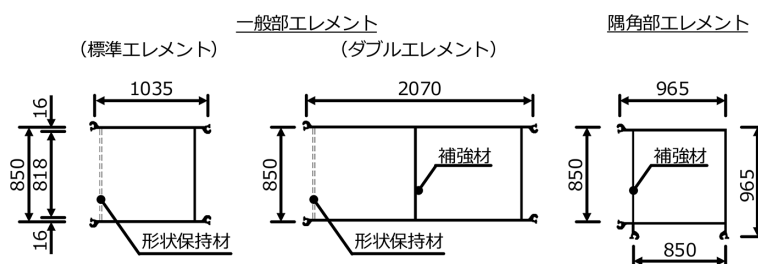 一般部エレメント
隅角部エレメント
(標準エレメント)
(ダブルエレメント)
1035
2070
965
16
850
818
16
850
補強材
850
補強材
965
形状保持材
形状保持材
850